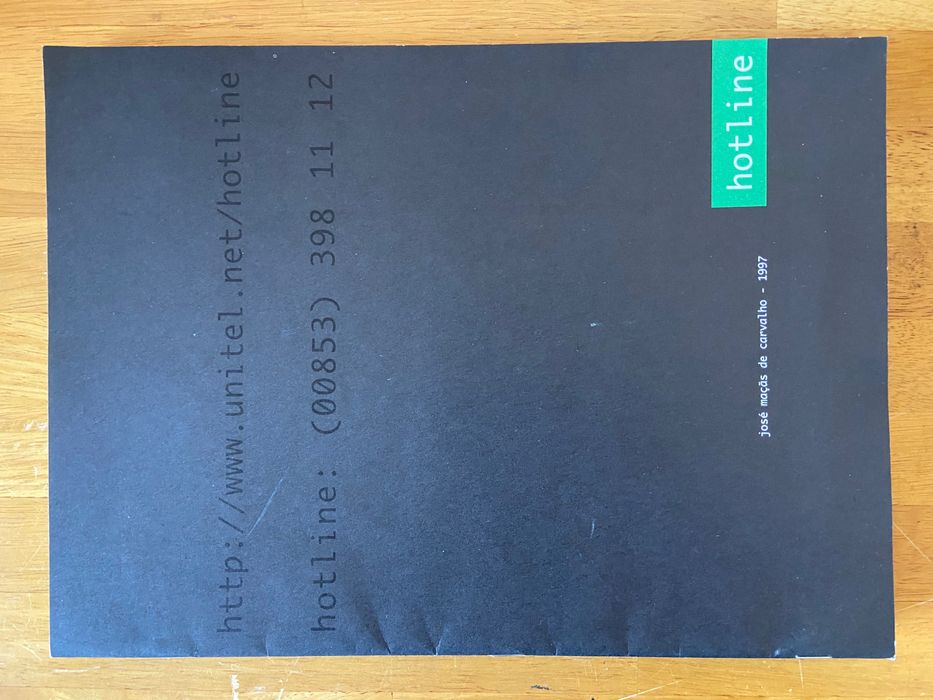 http://www.unitel.net/hotline
hotline: (00853) 398 11 12
hotline
josé maçãs de carvalho - 1997